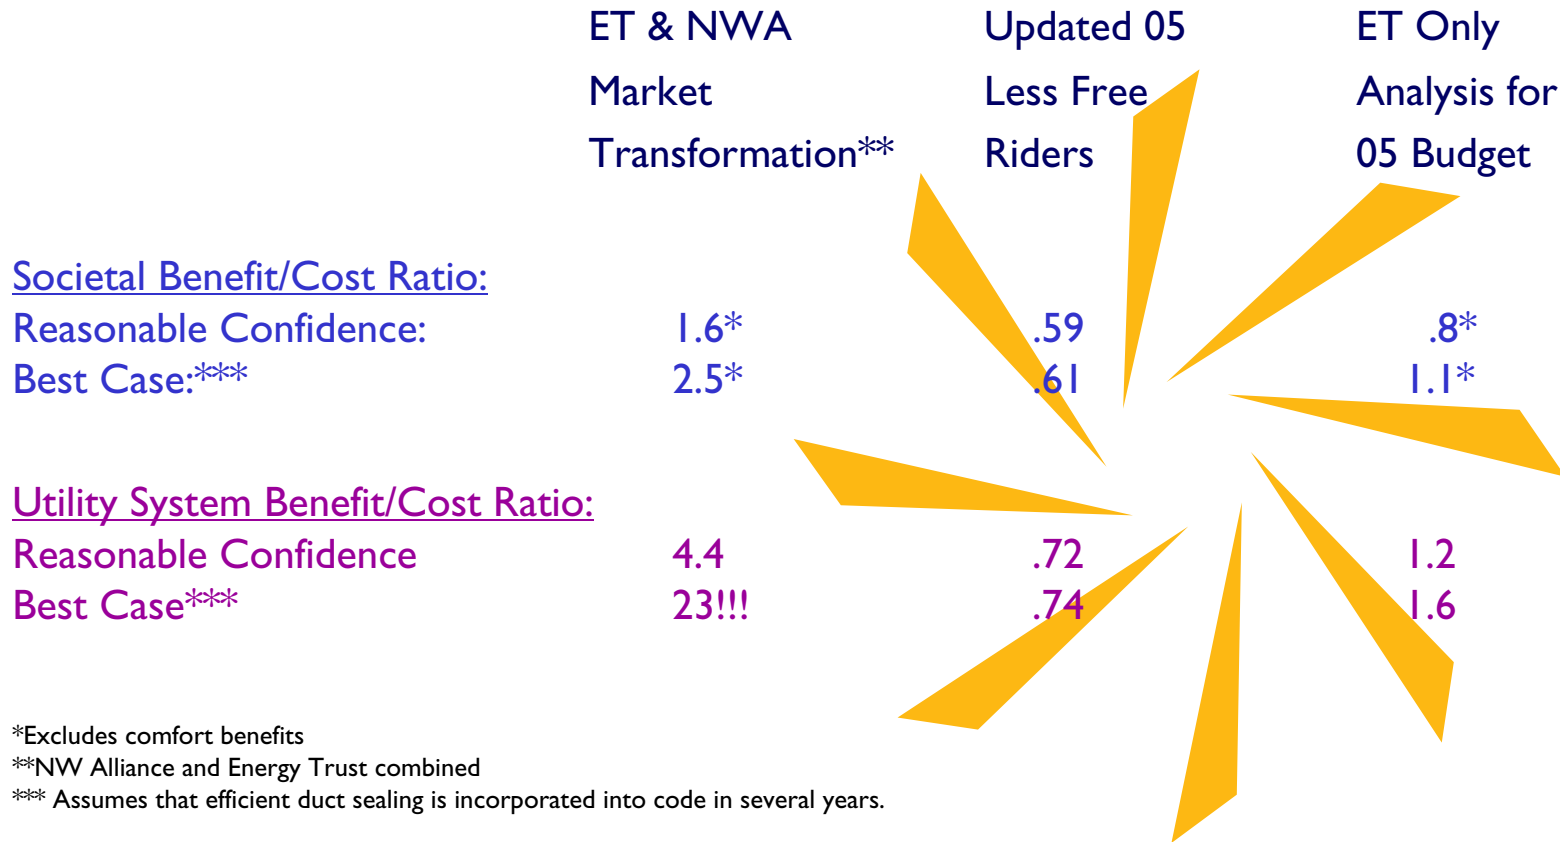 ET & NWA Updated 05 ET Only
Market Less Free Analysis for
Transformation** Riders 05 Budget
Societal Benefit/Cost Ratio:
Reasonable Confidence: 1.6* .59 .8*
Best Case:*** 2.5* .61 1.1*
Utility System Benefit/Cost Ratio:
Reasonable Confidence 4.4 .72 1.2
Best Case*** 23!!! .74 1.6
*Excludes comfort benefits
**NW Alliance and Energy Trust combined
*** Assumes that efficient duct sealing is incorporated into code in several years.